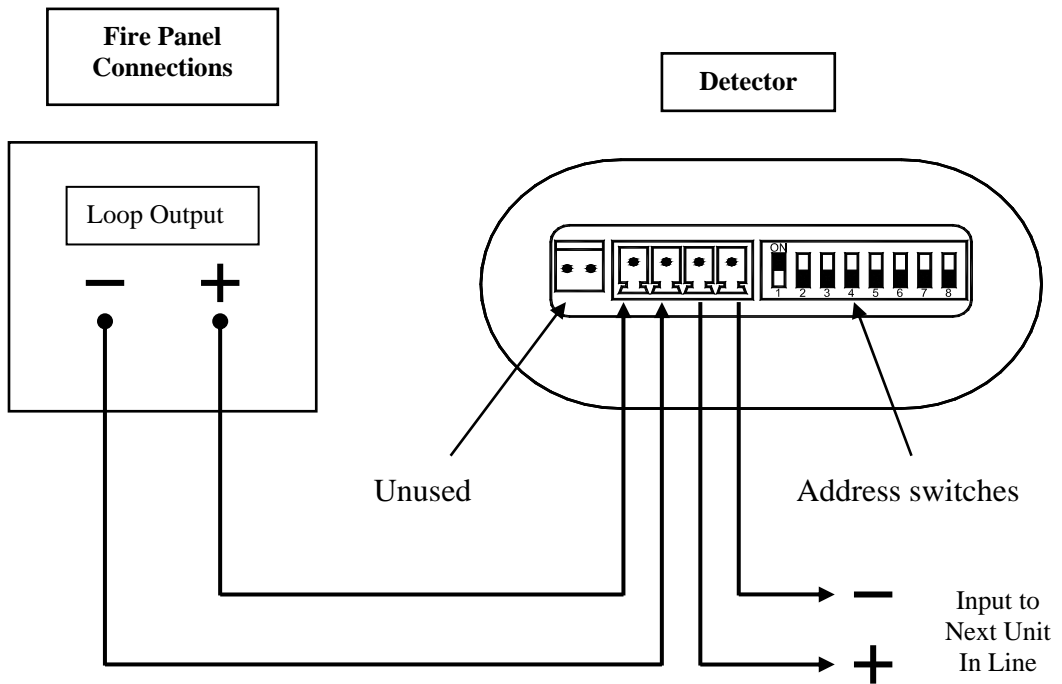 Fire Panel
Connections
Detector
Loop Output
− +
ON
1 2 3 4 5 6 7 8
Unused
Address switches
−
Input to
Next Unit
In Line
+